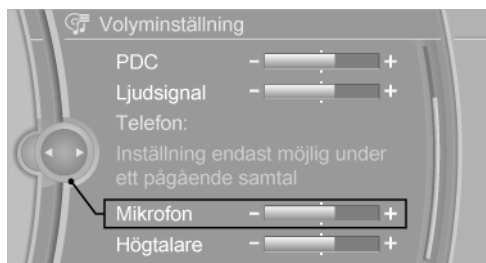 Volyminställning
PDC - +
Ljudsignal - +
Telefon:
Inställning endast möjlig under
ett pågående samtal
Mikrofon - +
Högtalare - +